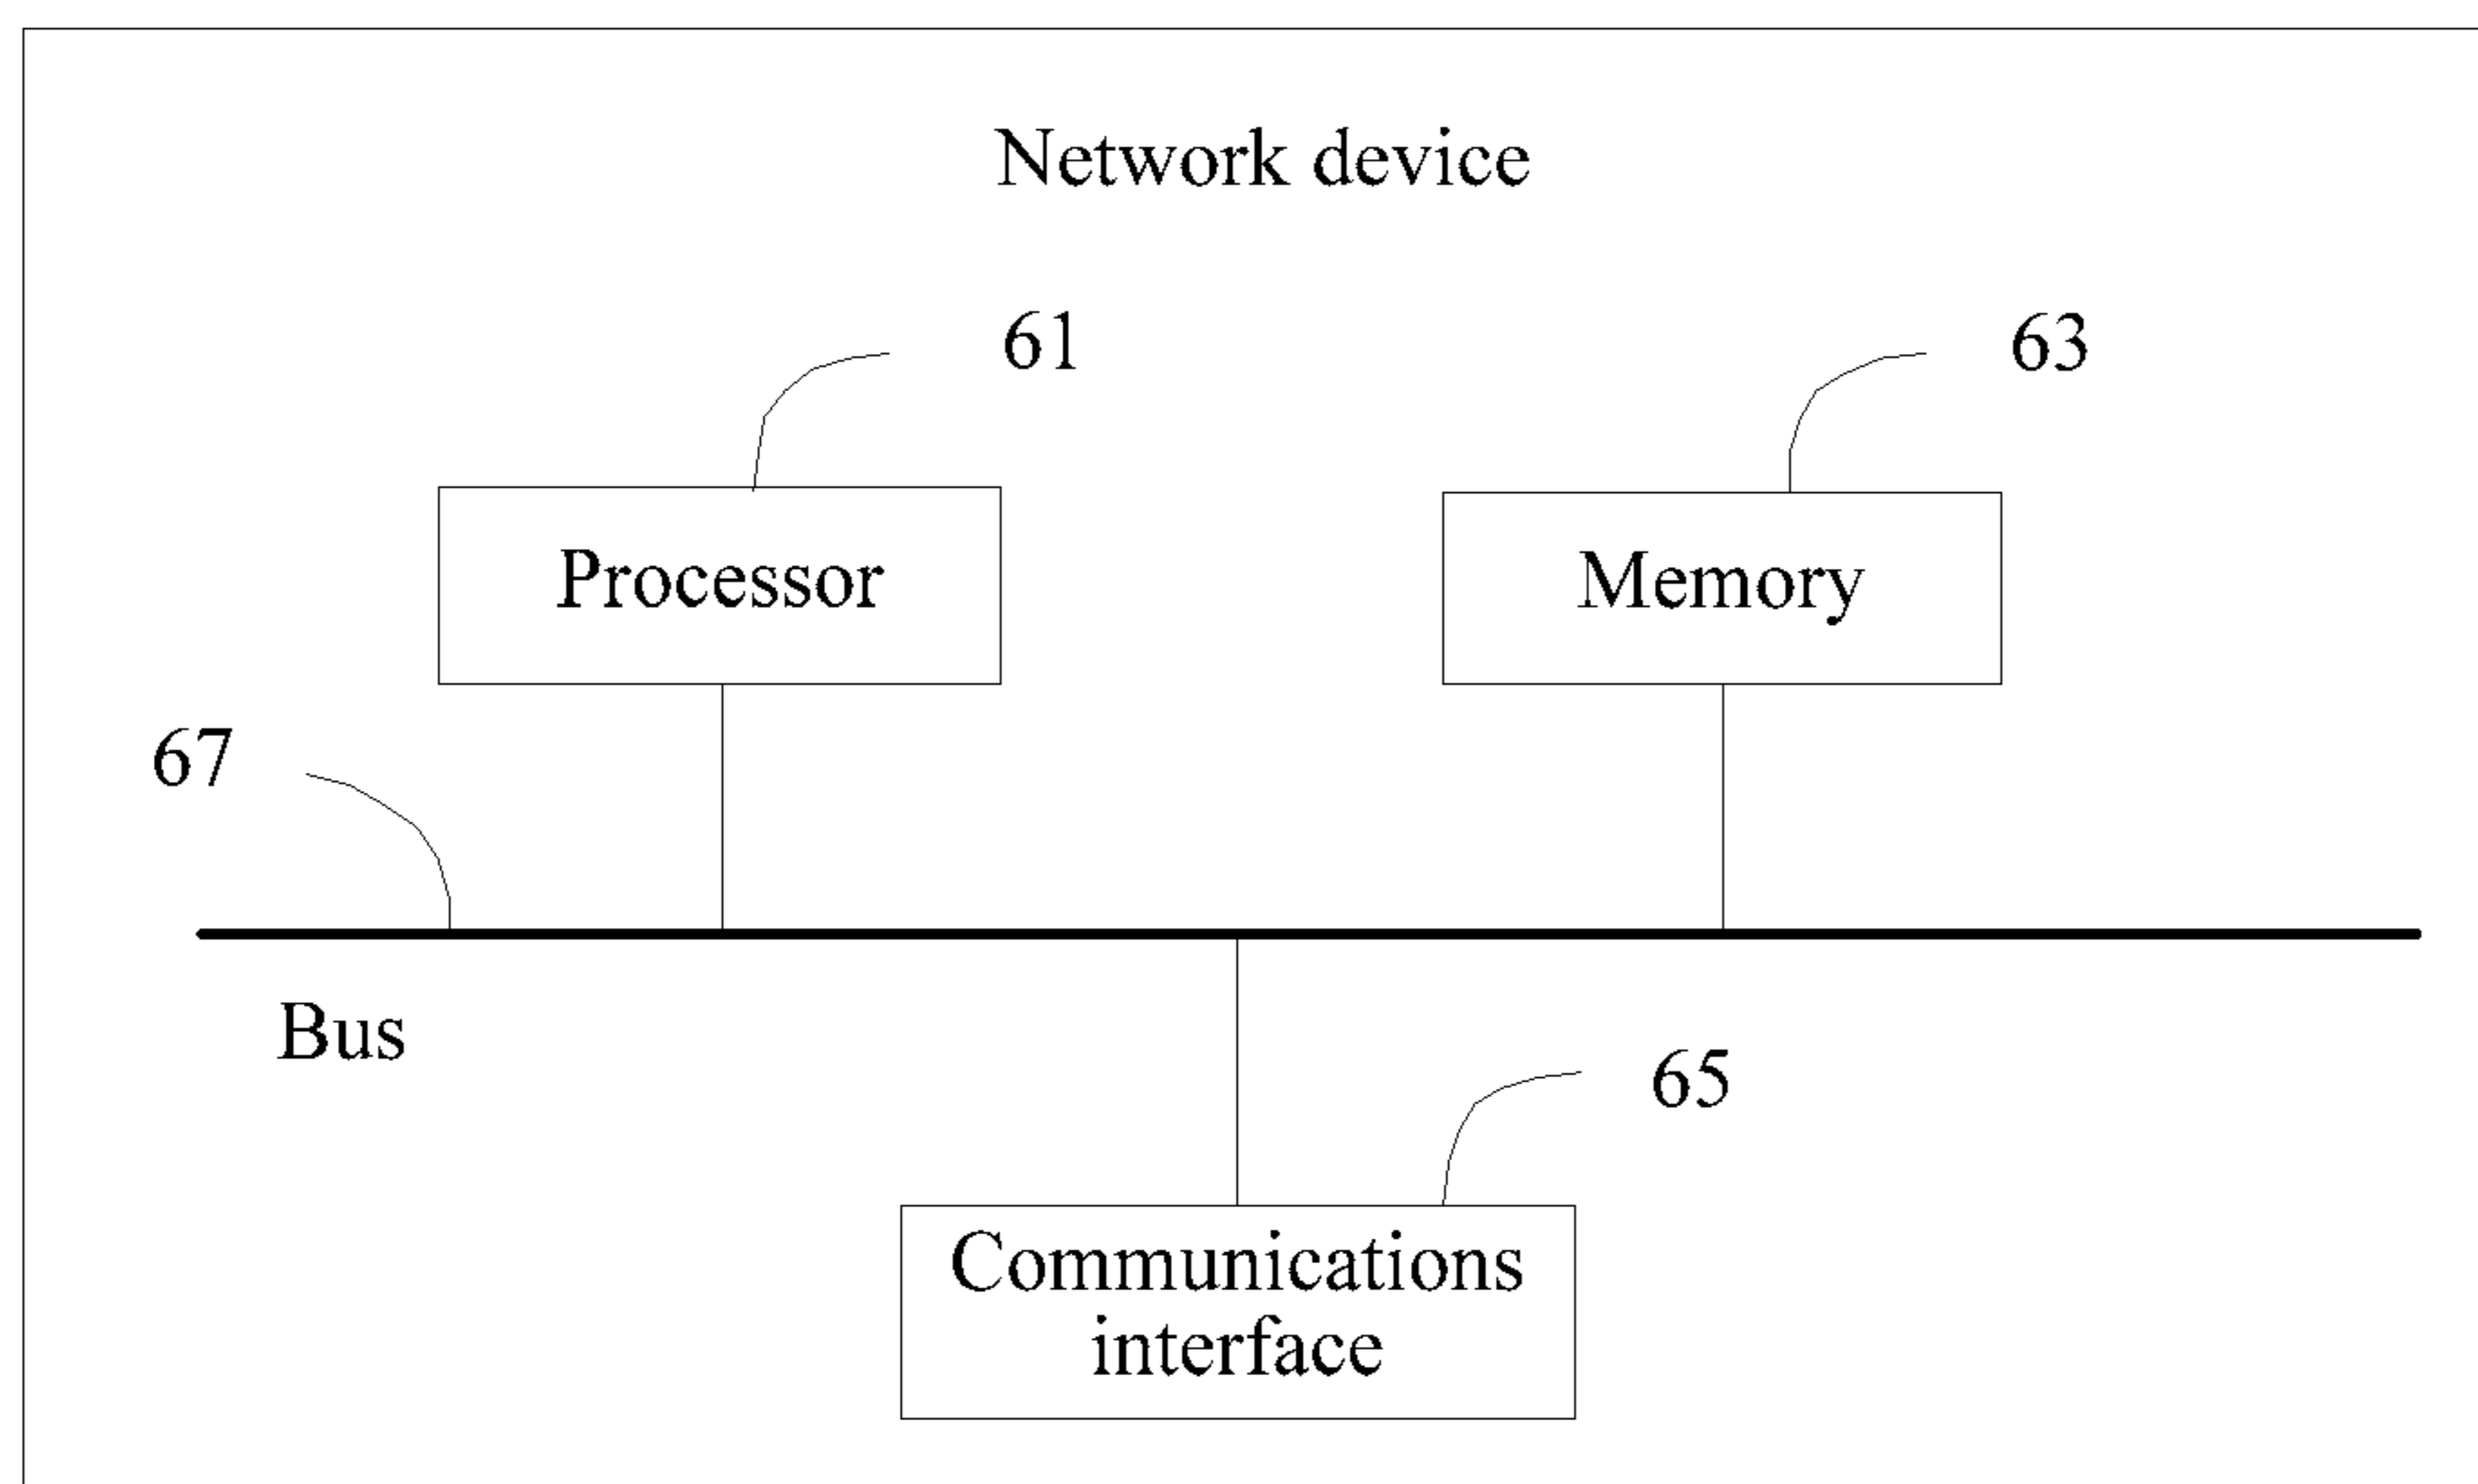 Network device
61
63
Processor
Memory
67
Bus
65
Communications
interface